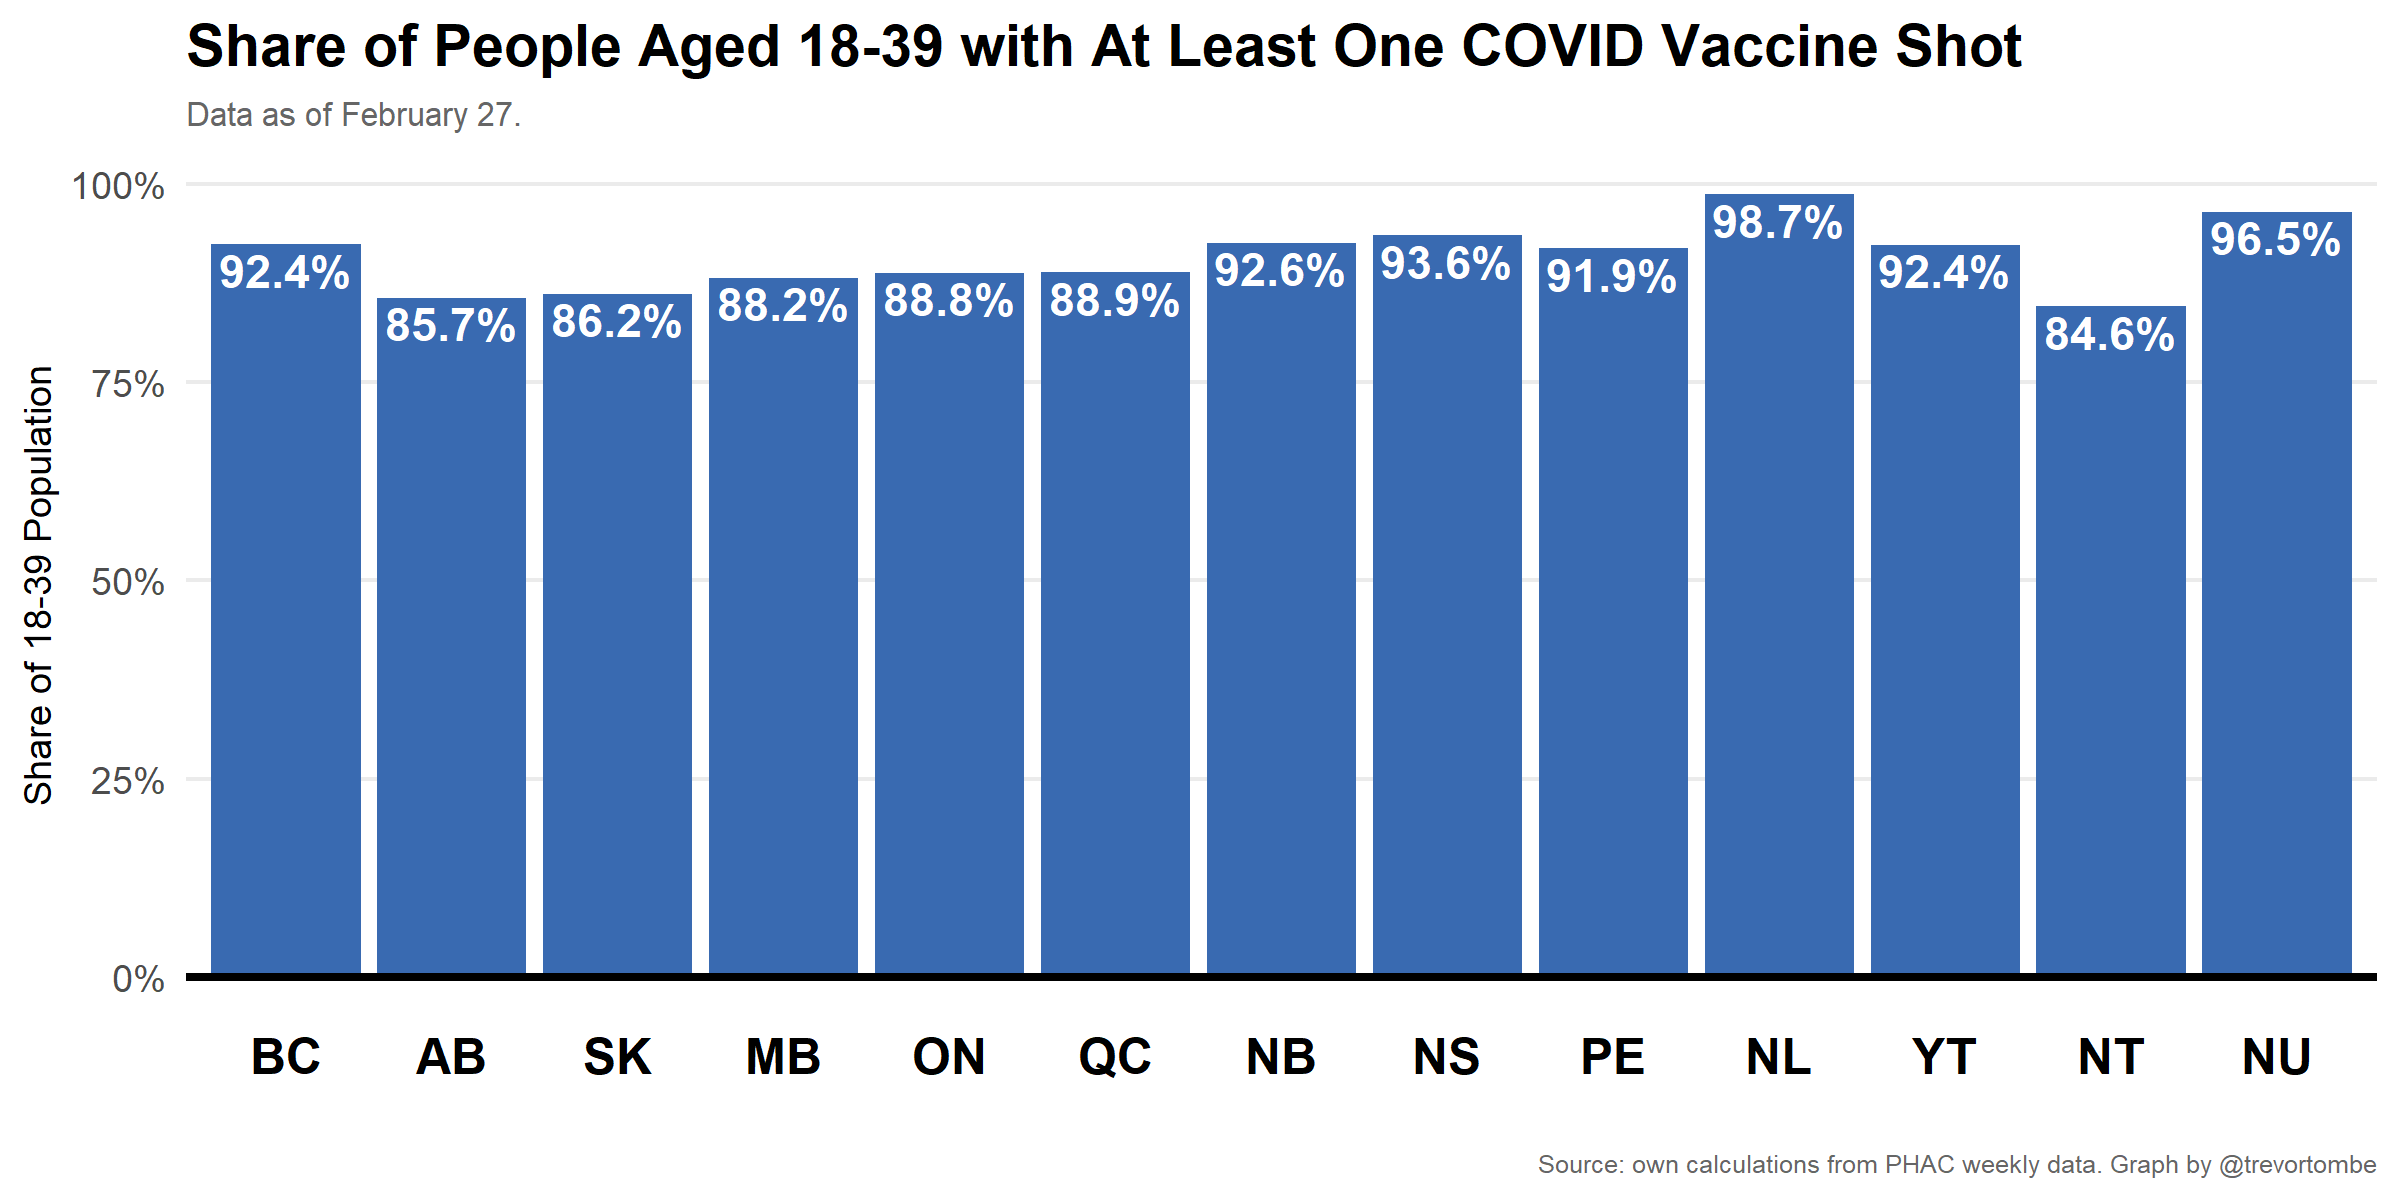 Share of People Aged 18-39 with At Least One COVID Vaccine Shot
Data as of February 27.
Share of 18-39 Population
100%
75%
50%
25%
0%
92.4%
85.7%
86.2%
88.2%
88.8%
88.9%
92.6%
93.6%
91.9%
98.7%
92.4%
84.6%
96.5%
BC
AB
SK
MB
ON
QC
NB
NS
PE
NL
YT
NT
NU
Source: own calculations from PHAC weekly data. Graph by @trevortombe